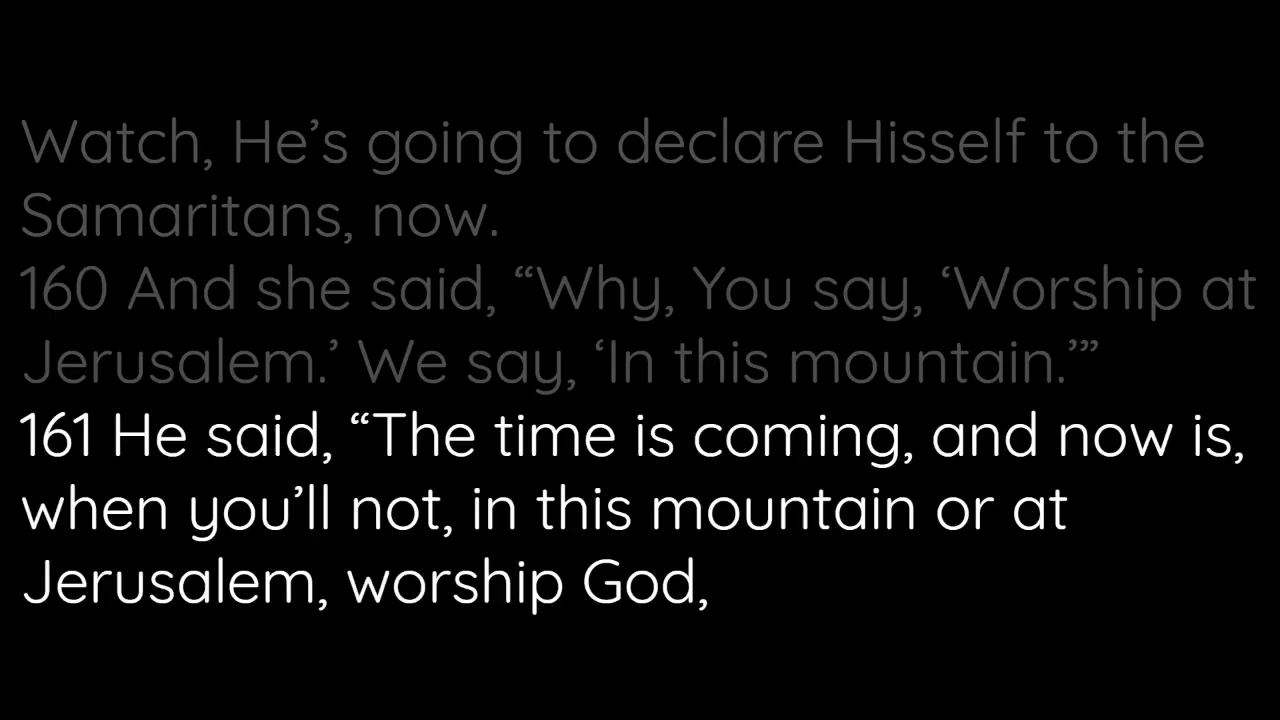 Watch, He’s going to declare Hisself to the
Samaritans, now.
160 And she said, “Why, You say, ‘Worship at
Jerusalem.’ We say, ‘In this mountain.’”
161 He said, “The time is coming, and now is,
when you’ll not, in this mountain or at
Jerusalem, worship God,